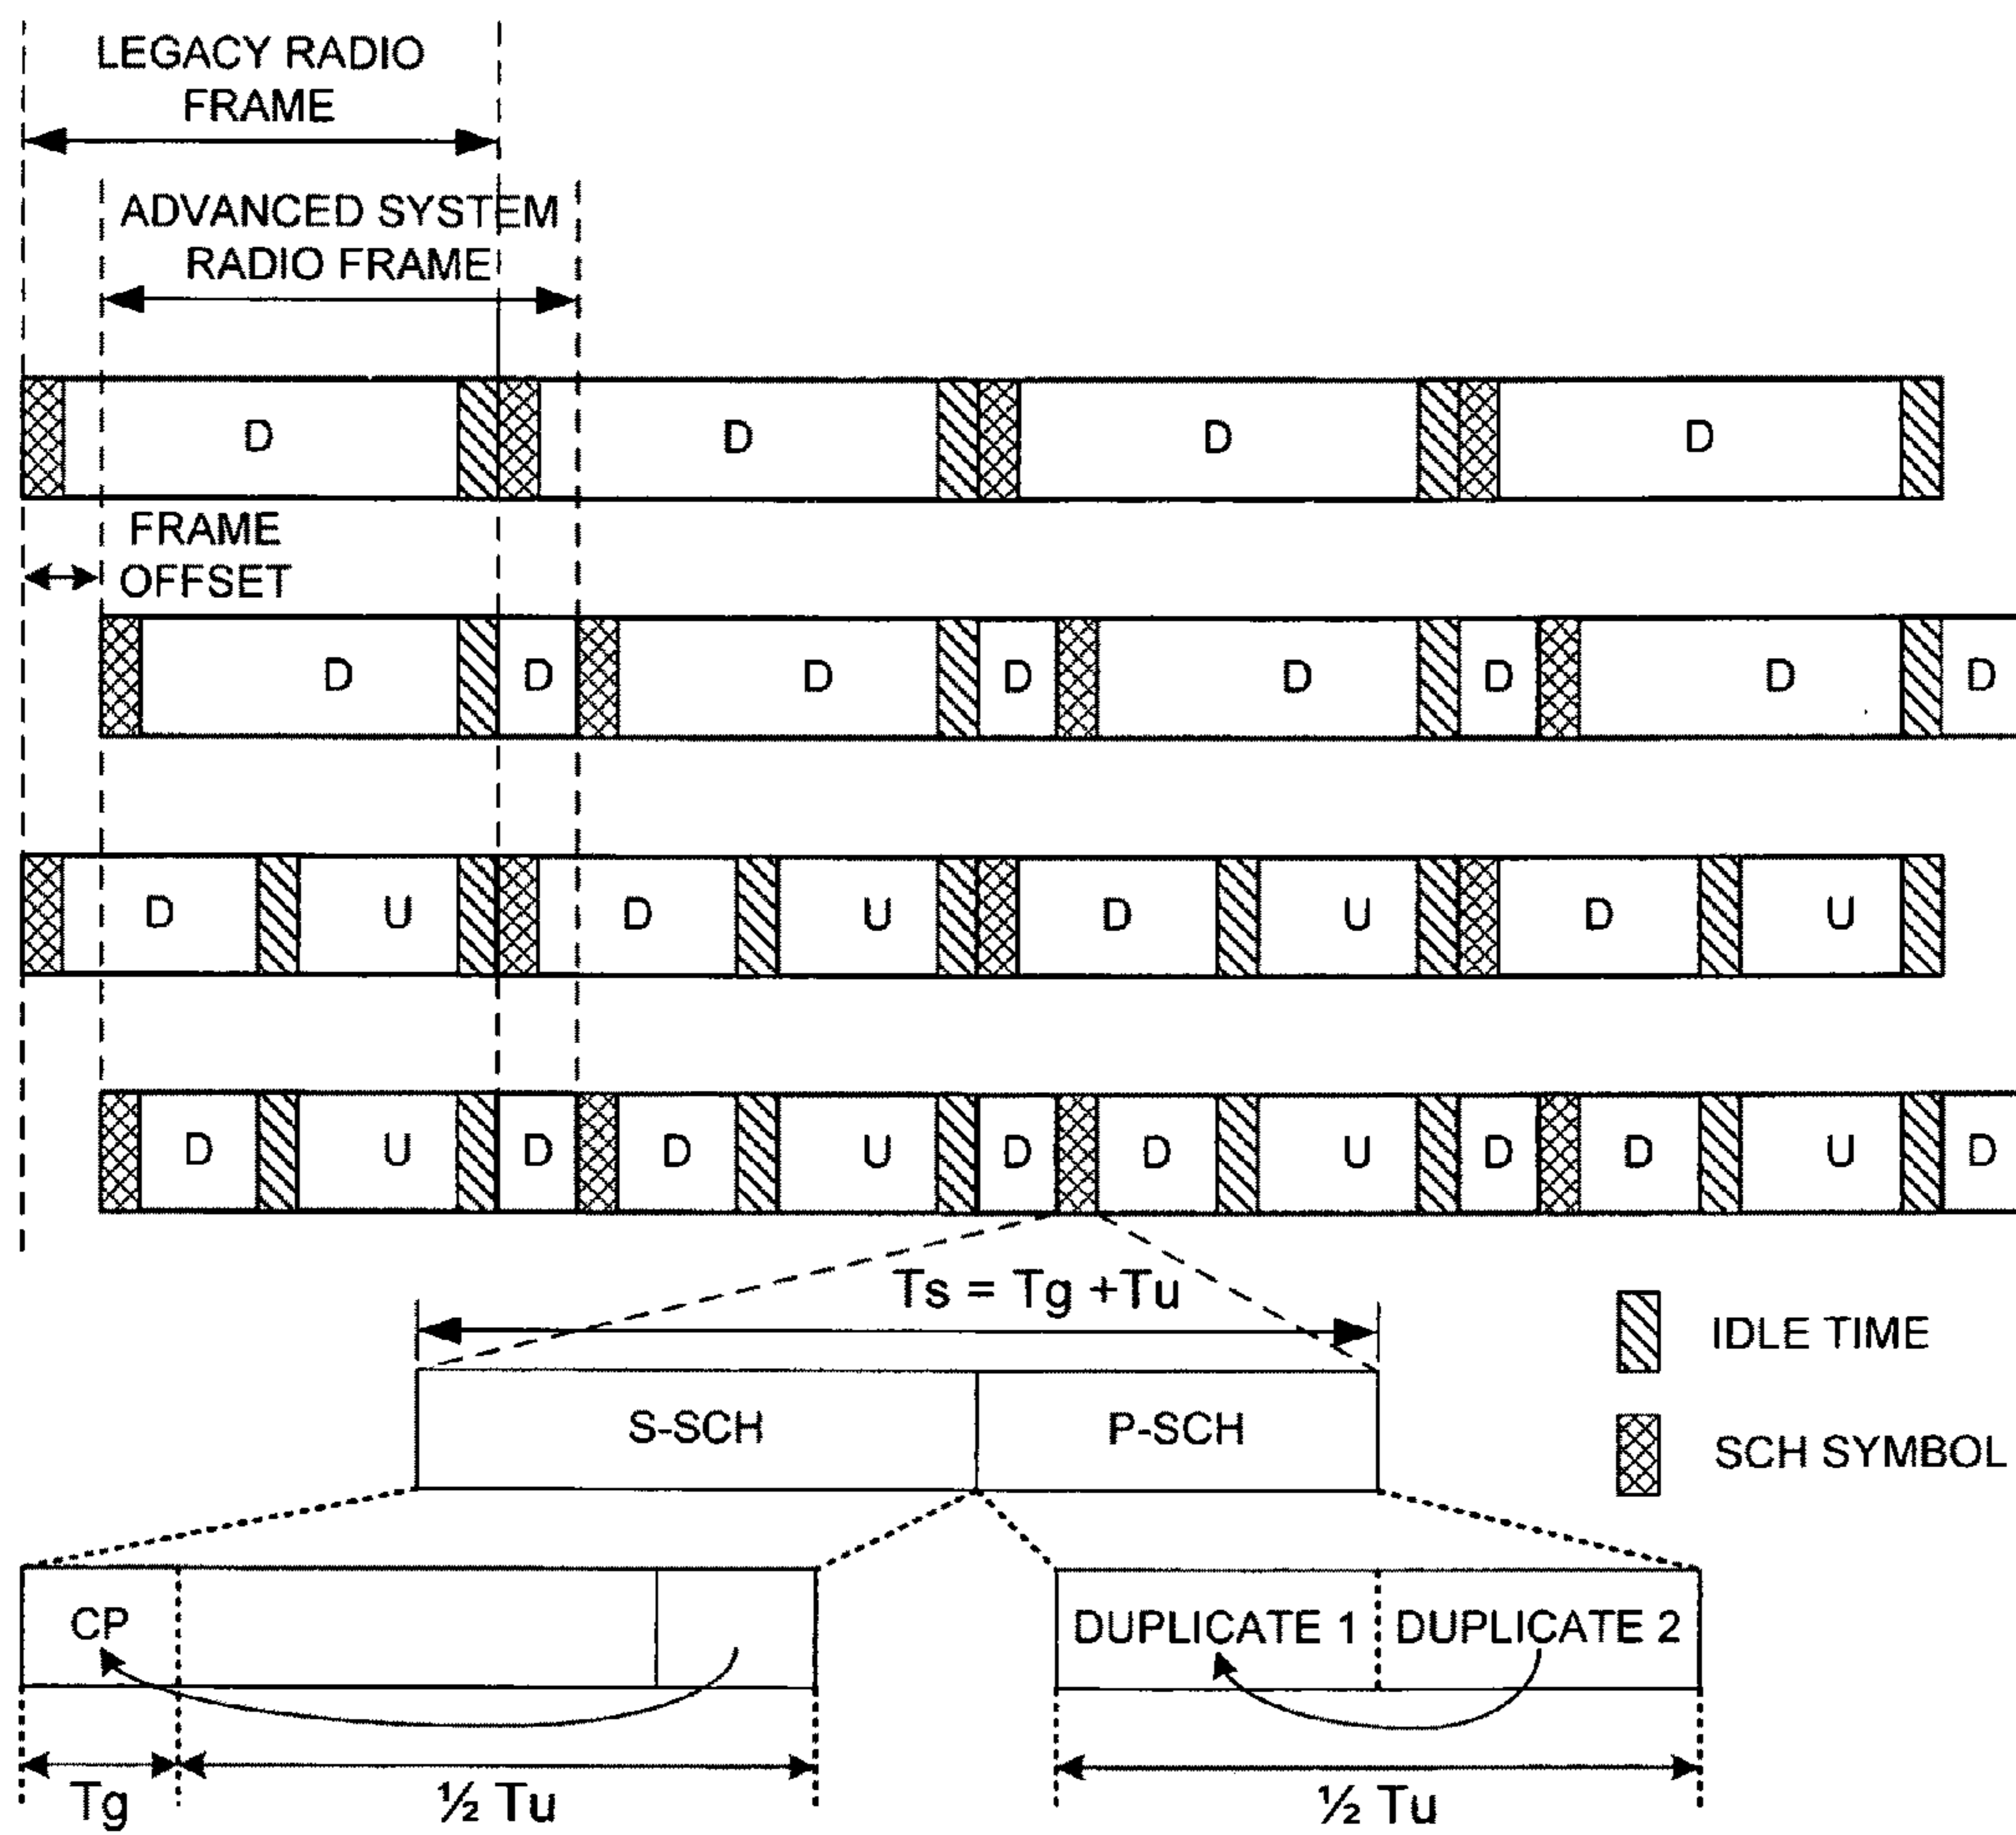 LEGACY RADIO
FRAME
ADVANCED SYSTEM
RADIO FRAME
D D D D
FRAME
OFFSET
D D D D D D D D
D U D U D U D U
D U D D U D D U D D U D
Ts = Tg +Tu
IDLE TIME
S-SCH P-SCH
SCH SYMBOL
CP DUPLICATE 1 DUPLICATE 2
Tg ½ Tu ½ Tu